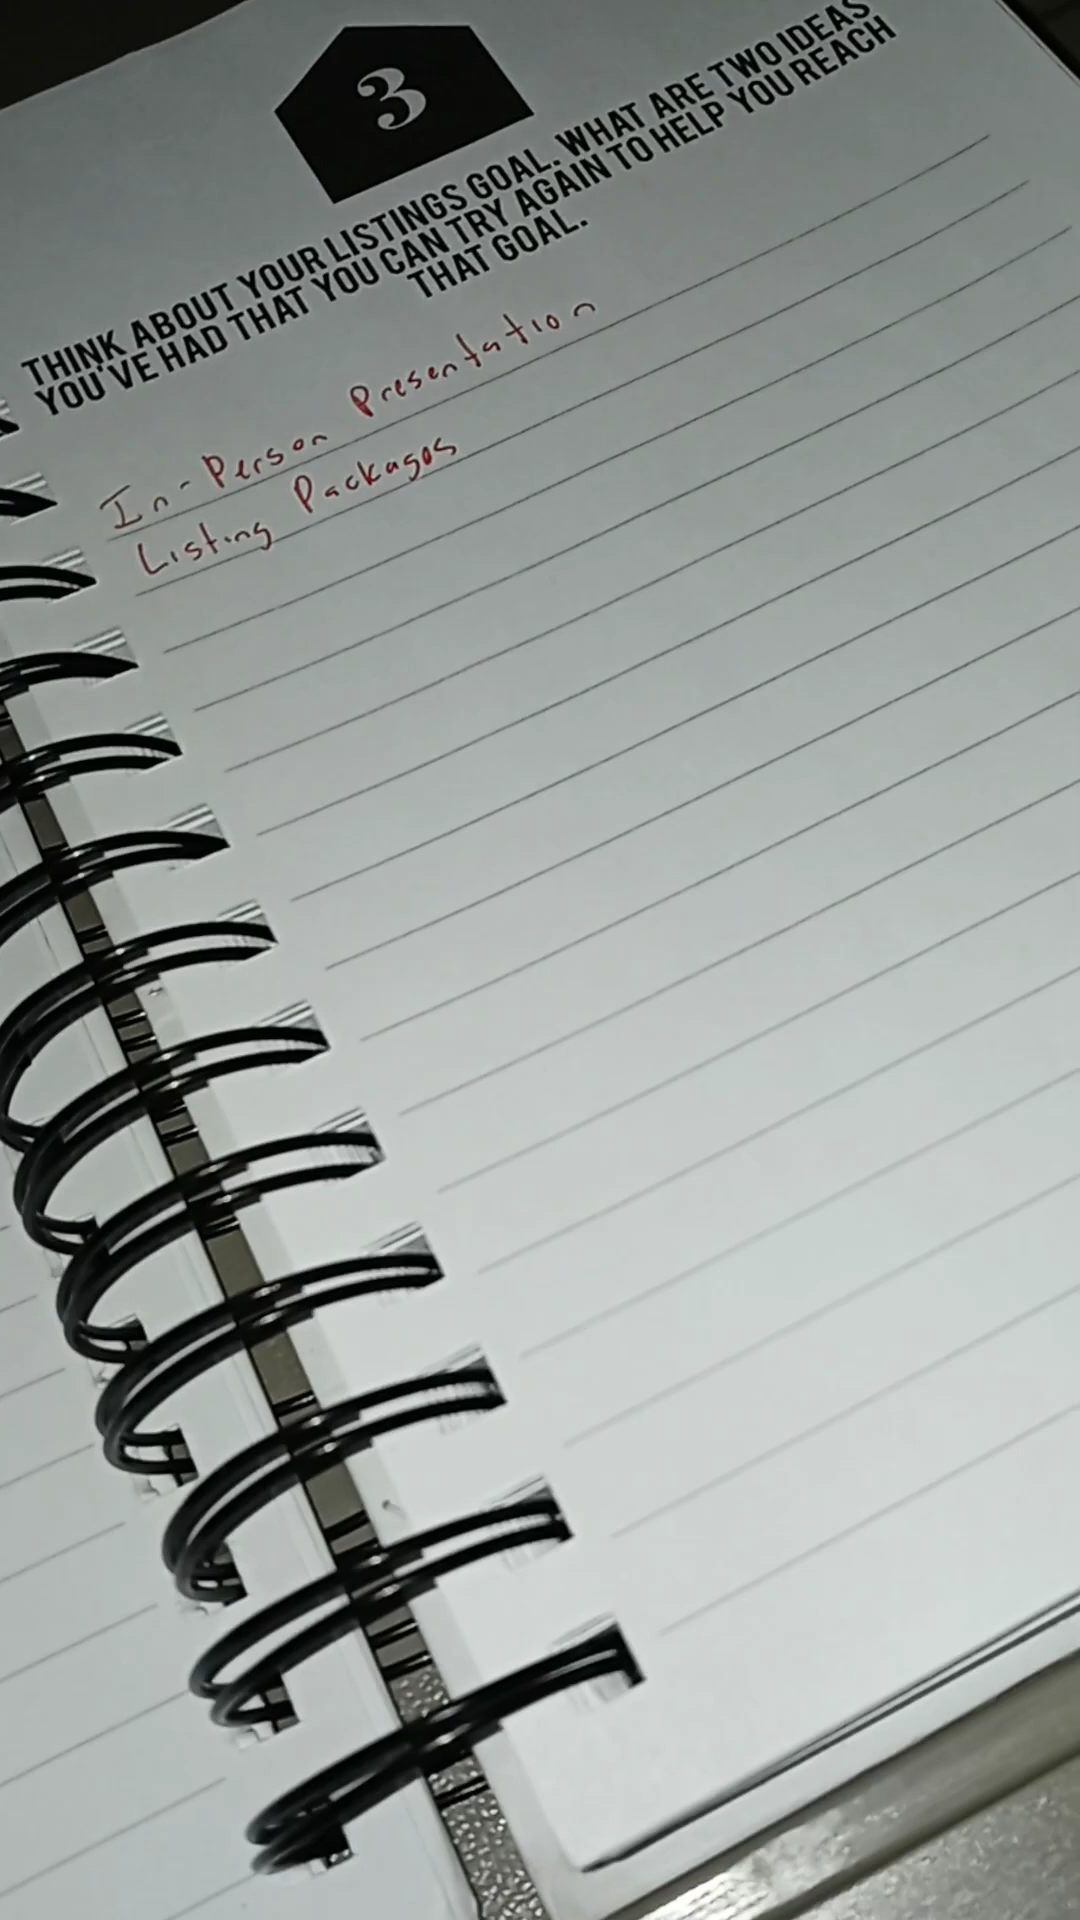 3
THINK ABOUT YOUR LISTINGS GOAL. WHAT ARE TWO IDEAS
YOU'VE HAD THAT YOU CAN TRY AGAIN TO HELP YOU REACH
THAT GOAL.
In-Person Presentation
Listing Packages